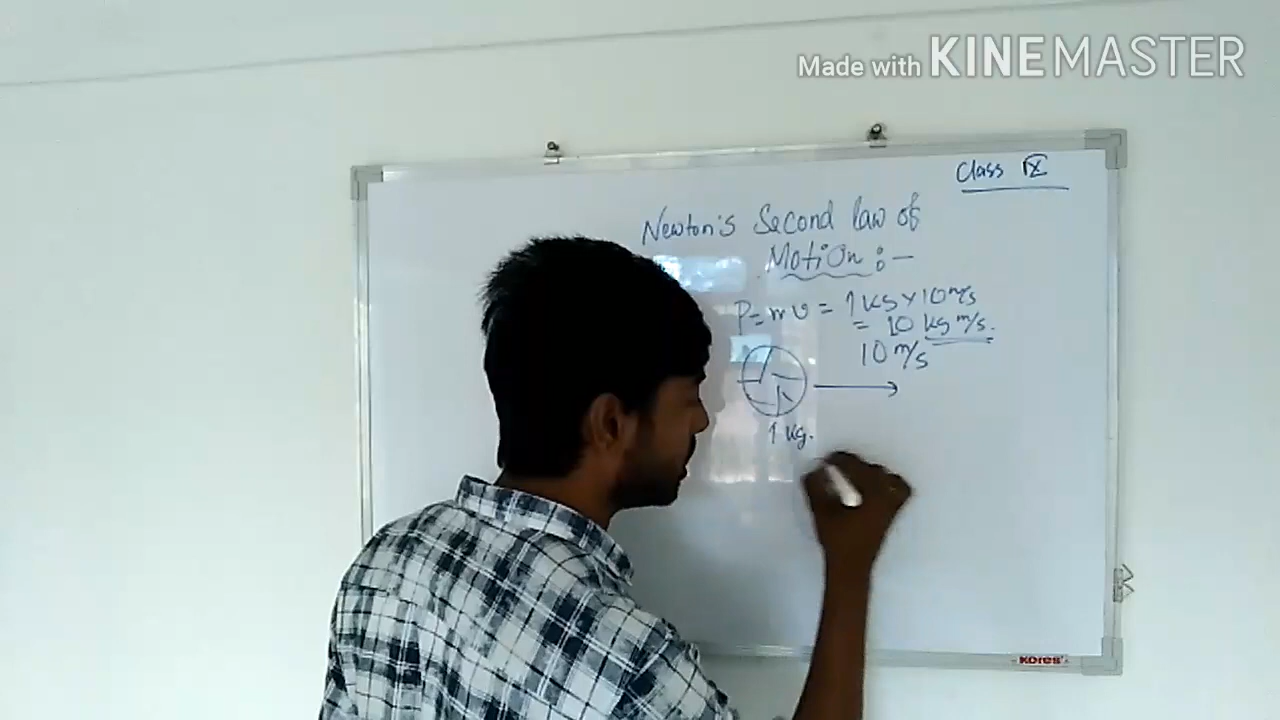 Made with KINEMASTER
Class IX
Newton's Second law of
Motion :-
P = m v = 1 kg × 10 m/s
= 10 kg m/s.
10 m/s
1 kg.
KORES